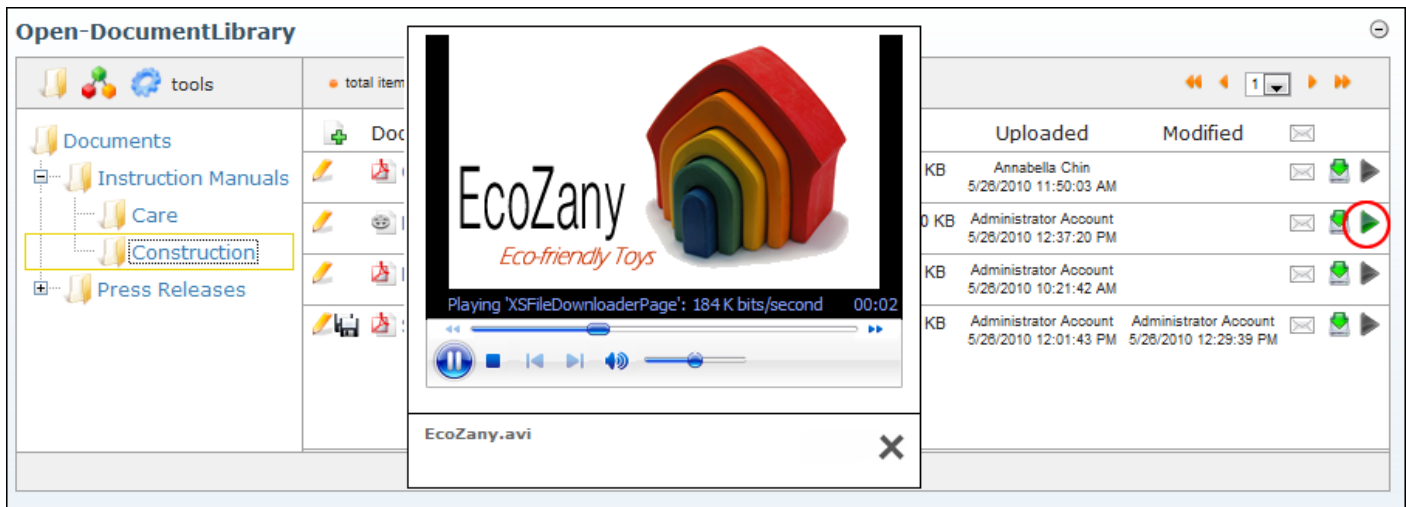 Open-DocumentLibrary
tools
total item
1
Documents
Instruction Manuals
Care
Construction
Press Releases
Doc
Uploaded
Modified
KB
Annabella Chin
5/26/2010 11:50:03 AM
0 KB
Administrator Account
5/26/2010 12:37:20 PM
KB
Administrator Account
5/26/2010 10:21:42 AM
KB
Administrator Account
5/26/2010 12:01:43 PM
Administrator Account
5/26/2010 12:29:39 PM
EcoZany
Eco-friendly Toys
Playing 'XSFileDownloaderPage': 184 K bits/second 00:02
EcoZany.avi